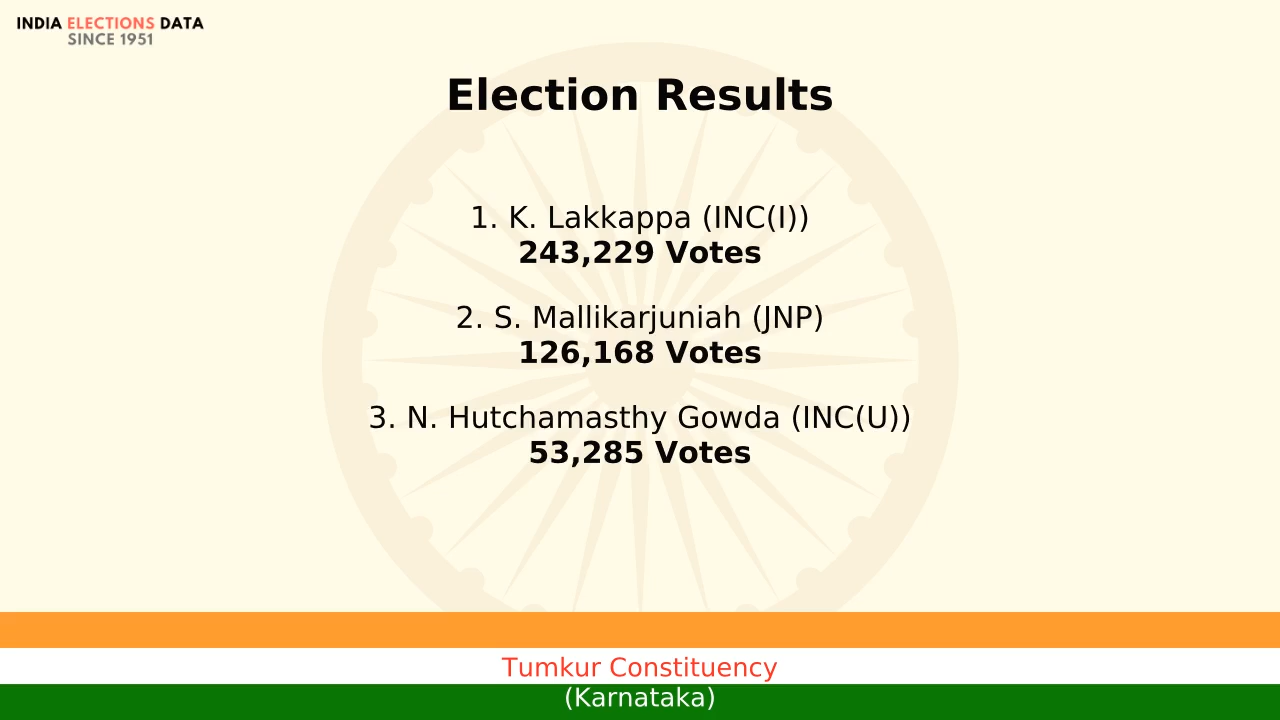 INDIA ELECTIONS DATA
SINCE 1951
Election Results
1. K. Lakkappa (INC(I))
243,229 Votes
2. S. Mallikarjuniah (JNP)
126,168 Votes
3. N. Hutchamasthy Gowda (INC(U))
53,285 Votes
Tumkur Constituency
(Karnataka)